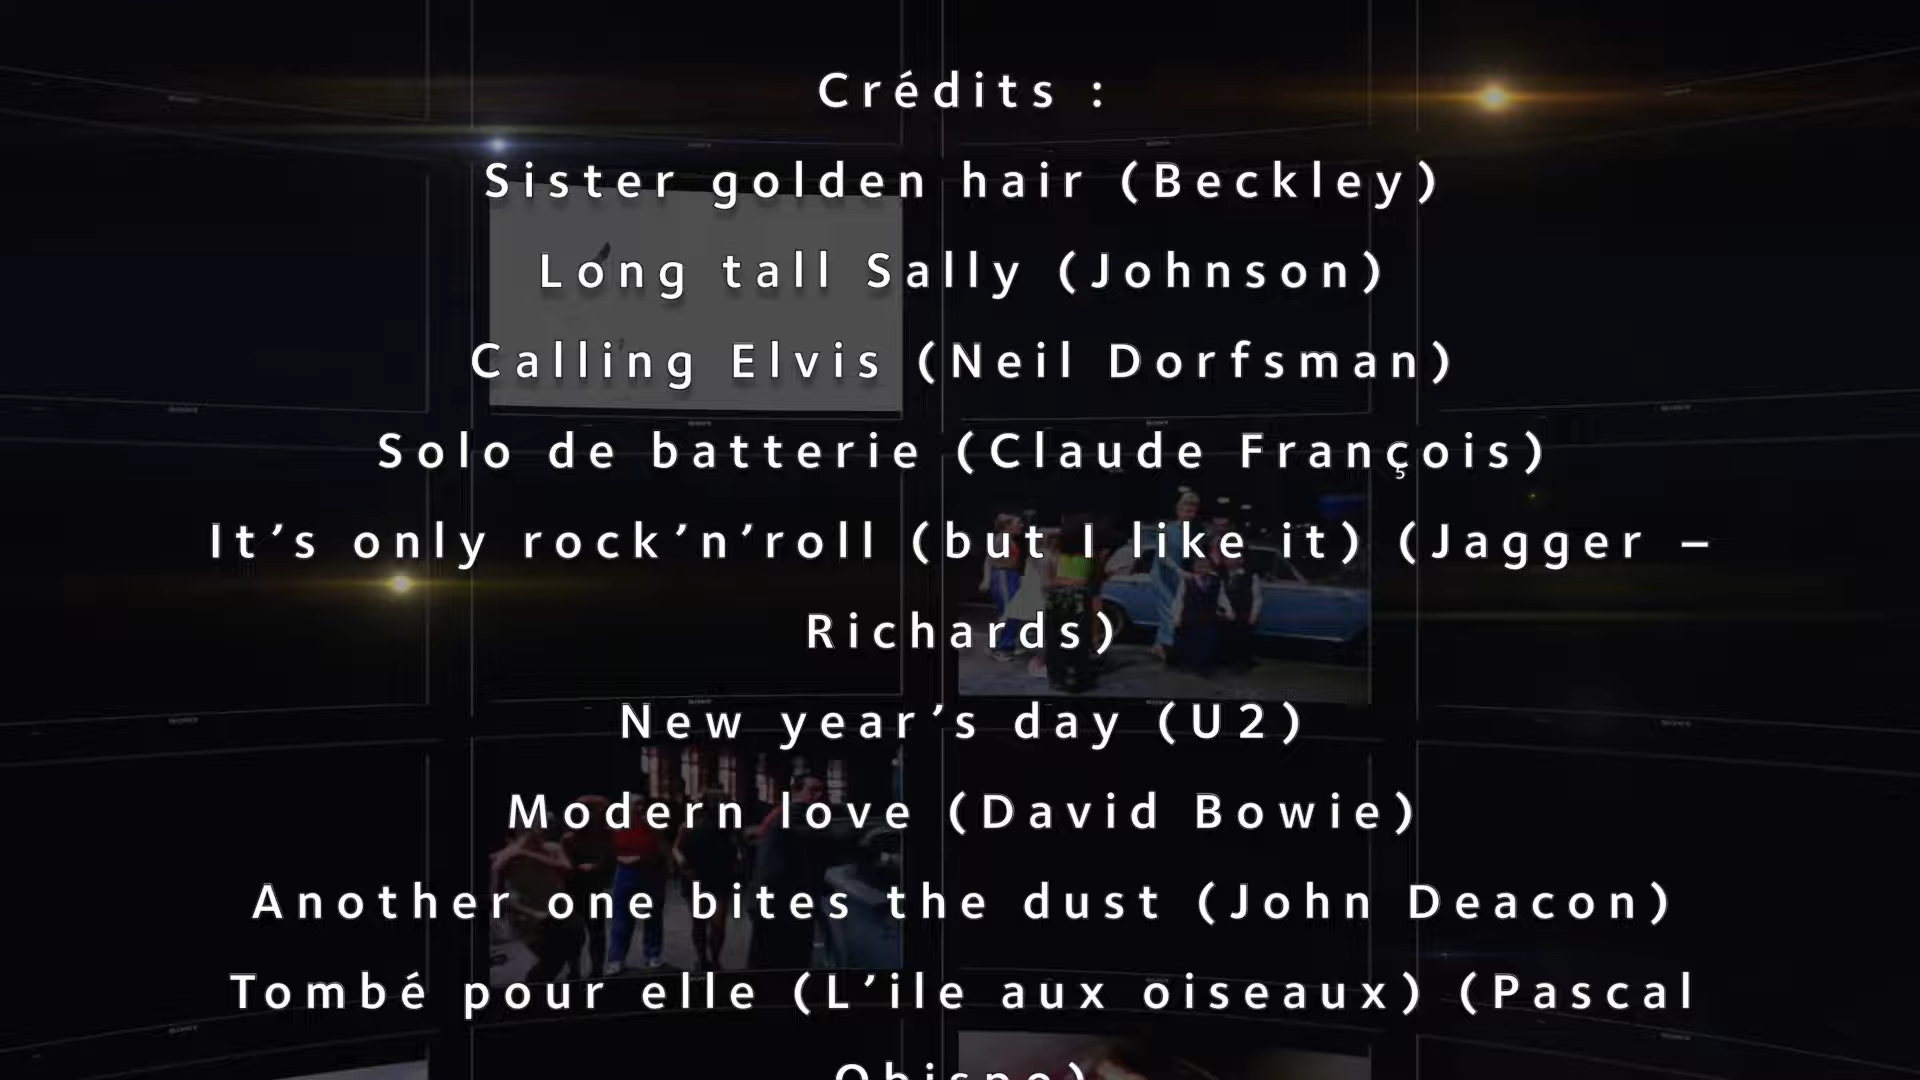 Crédits :
Sister golden hair (Beckley)
Long tall Sally (Johnson)
Calling Elvis (Neil Dorfsman)
Solo de batterie (Claude François)
It’s only rock’n’roll (but I like it) (Jagger –
Richards)
New year’s day (U2)
Modern love (David Bowie)
Another one bites the dust (John Deacon)
Tombé pour elle (L’ile aux oiseaux) (Pascal
Obispo)